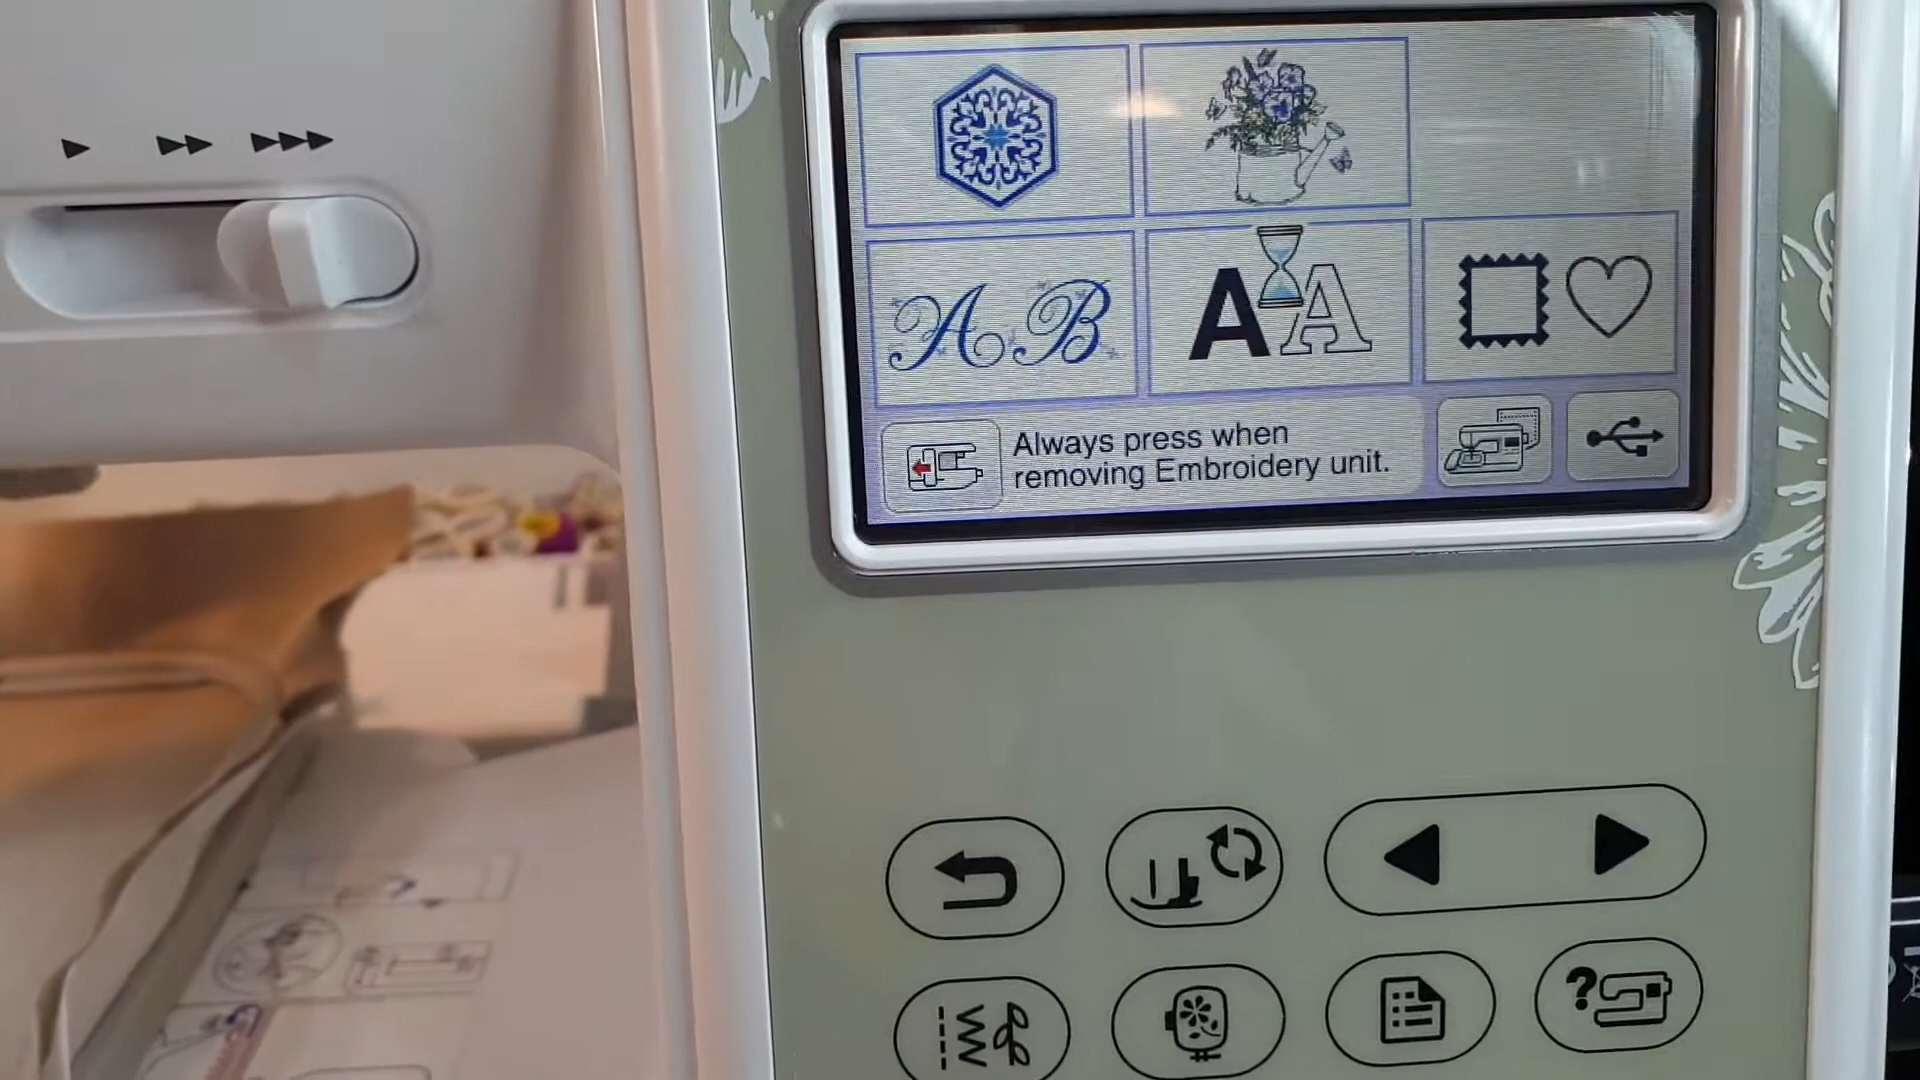 A B
A A
Always press when
removing Embroidery unit.
?